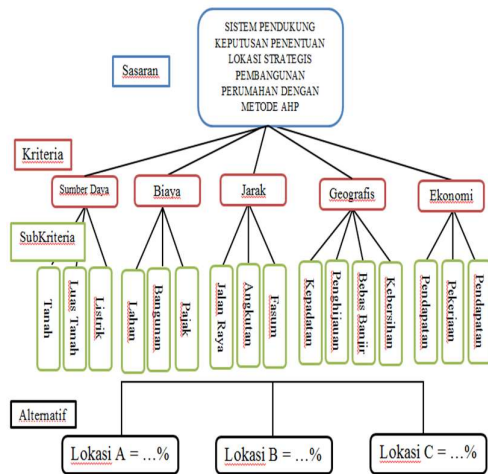 SISTEM PENDUKUNG
KEPUTUSAN PENENTUAN
LOKASI STRATEGIS
PEMBANGUNAN
PERUMAHAN DENGAN
METODE AHP
Sasaran
Kriteria
Sumber Daya
Biaya
Jarak
Geografis
Ekonomi
SubKriteria
Tanah
Luas Tanah
Listrik
Lahan
Bangunan
Pajak
Jalan Raya
Angkutan
Fasum
Kepadatan
Penghijauan
Bebas Banjir
Kebersihan
Pendapatan
Pekerjaan
Pendapatan
Alternatif
Lokasi A = ...%
Lokasi B = ...%
Lokasi C = ...%